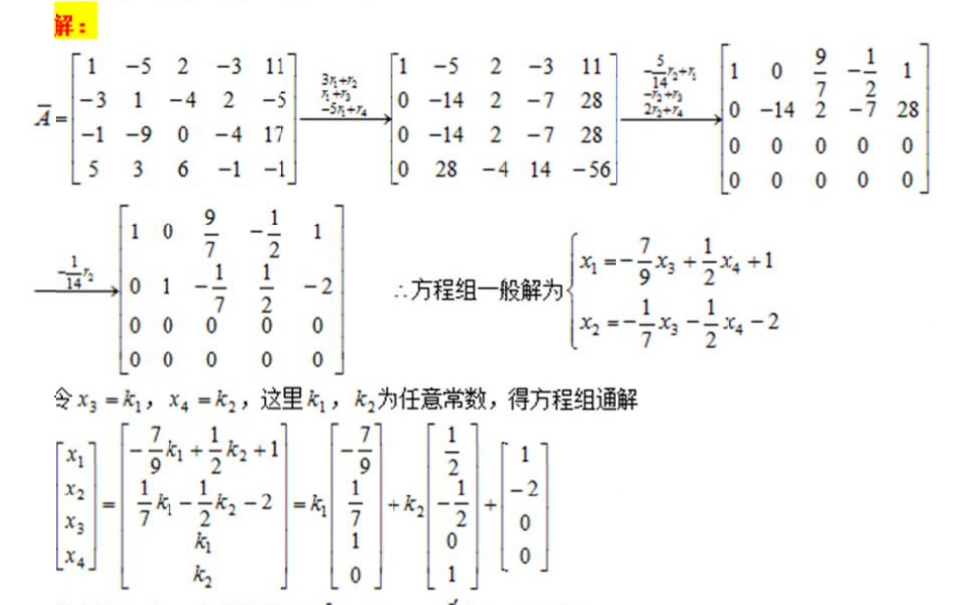 解：
$\overline{A}=\begin{bmatrix}1&-5&2&-3&11\\-3&1&-4&2&-5\\-1&-9&0&-4&17\\5&3&6&-1&-1\end{bmatrix}\xrightarrow{\begin{smallmatrix}3r_1+r_2\\r_1+r_3\\-5r_1+r_4\end{smallmatrix}}\begin{bmatrix}1&-5&2&-3&11\\0&-14&2&-7&28\\0&-14&2&-7&28\\0&28&-4&14&-56\end{bmatrix}\xrightarrow{\begin{smallmatrix}-\frac{5}{14}r_2+r_1\\-r_2+r_3\\2r_2+r_4\end{smallmatrix}}\begin{bmatrix}1&0&\frac{9}{7}&-\frac{1}{2}&1\\0&-14&2&-7&28\\0&0&0&0&0\\0&0&0&0&0\end{bmatrix}$
$\xrightarrow{-\frac{1}{14}r_2}\begin{bmatrix}1&0&\frac{9}{7}&-\frac{1}{2}&1\\0&1&-\frac{1}{7}&\frac{1}{2}&-2\\0&0&0&0&0\\0&0&0&0&0\end{bmatrix}$ ∴方程组一般解为 $\begin{cases}x_1=-\frac{7}{9}x_3+\frac{1}{2}x_4+1\\x_2=-\frac{1}{7}x_3-\frac{1}{2}x_4-2\end{cases}$
令 $x_3=k_1$，$x_4=k_2$，这里 $k_1$，$k_2$ 为任意常数，得方程组通解
$\begin{bmatrix}x_1\\x_2\\x_3\\x_4\end{bmatrix}=\begin{bmatrix}-\frac{7}{9}k_1+\frac{1}{2}k_2+1\\\frac{1}{7}k_1-\frac{1}{2}k_2-2\\k_1\\k_2\end{bmatrix}=k_1\begin{bmatrix}-\frac{7}{9}\\\frac{1}{7}\\1\\0\end{bmatrix}+k_2\begin{bmatrix}\frac{1}{2}\\-\frac{1}{2}\\0\\1\end{bmatrix}+\begin{bmatrix}1\\-2\\0\\0\end{bmatrix}$